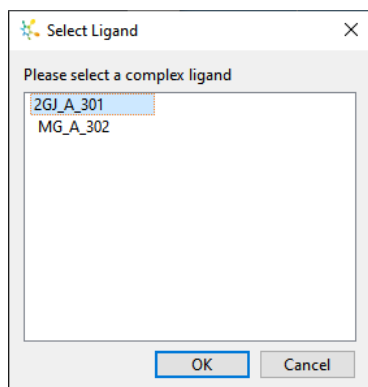 Select Ligand
Please select a complex ligand
2GJ_A_301
MG_A_302
OK Cancel